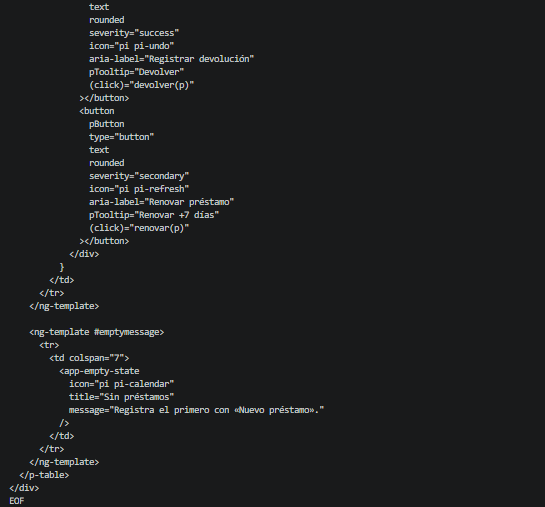 text
rounded
severity="success"
icon="pi pi-undo"
aria-label="Registrar devolución"
pTooltip="Devolver"
(click)="devolver(p)"
></button>
<button
pButton
type="button"
text
rounded
severity="secondary"
icon="pi pi-refresh"
aria-label="Renovar préstamo"
pTooltip="Renovar +7 días"
(click)="renovar(p)"
></button>
</div>
}
</td>
</tr>
</ng-template>
<ng-template #emptymessage>
<tr>
<td colspan="7">
<app-empty-state
icon="pi pi-calendar"
title="Sin préstamos"
message="Registra el primero con «Nuevo préstamo»."
/>
</td>
</tr>
</ng-template>
</p-table>
</div>
EOF